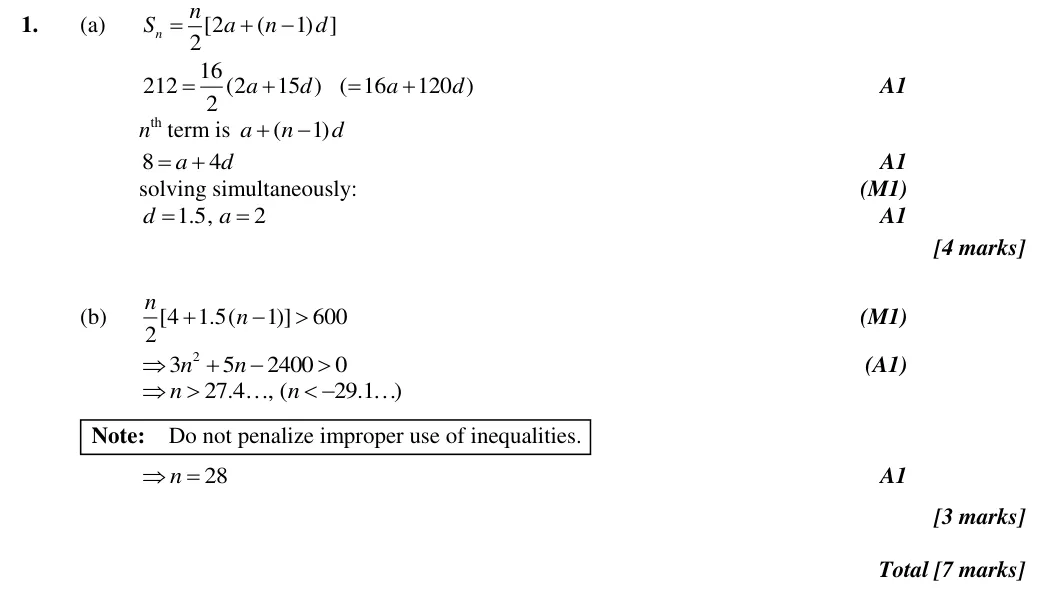 1. (a) Sₙ = n/2 [2a + (n − 1)d]
212 = 16/2 (2a + 15d) (= 16a + 120d) A1
nᵗʰ term is a + (n − 1)d
8 = a + 4d A1
solving simultaneously: (M1)
d = 1.5, a = 2 A1
[4 marks]
(b) n/2 [4 + 1.5(n − 1)] > 600 (M1)
⇒ 3n² + 5n − 2400 > 0 (A1)
⇒ n > 27.4…, (n < −29.1…)
Note: Do not penalize improper use of inequalities.
⇒ n = 28 A1
[3 marks]
Total [7 marks]